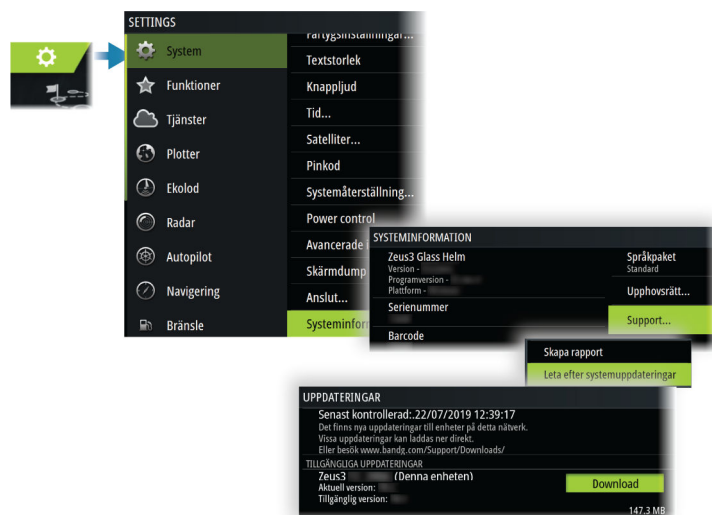 SETTINGS
System
Funktioner
Tjänster
Plotter
Ekolod
Radar
Autopilot
Navigering
Bränsle
Fartygsinställningar...
Textstorlek
Knappljud
Tid...
Satelliter...
Pinkod
Systemåterställning...
Power control
Avancerade
Skärmdump
Anslut...
Systeminfor
SYSTEMINFORMATION
Zeus3 Glass Helm
Version -
Programversion -
Plattform -
Serienummer
Barcode
Språkpaket
Standard
Upphovsrätt...
Support...
Skapa rapport
Leta efter systemuppdateringar
UPPDATERINGAR
Senast kontrollerad:.22/07/2019 12:39:17
Det finns nya uppdateringar till enheter på detta nätverk.
Vissa uppdateringar kan laddas ner direkt.
Eller besök www.bandg.com/Support/Downloads/
TILLGÄNGLIGA UPPDATERINGAR
Zeus3 (Denna enheten)
Aktuell version:
Tillgänglig version:
Download
147.3 MB